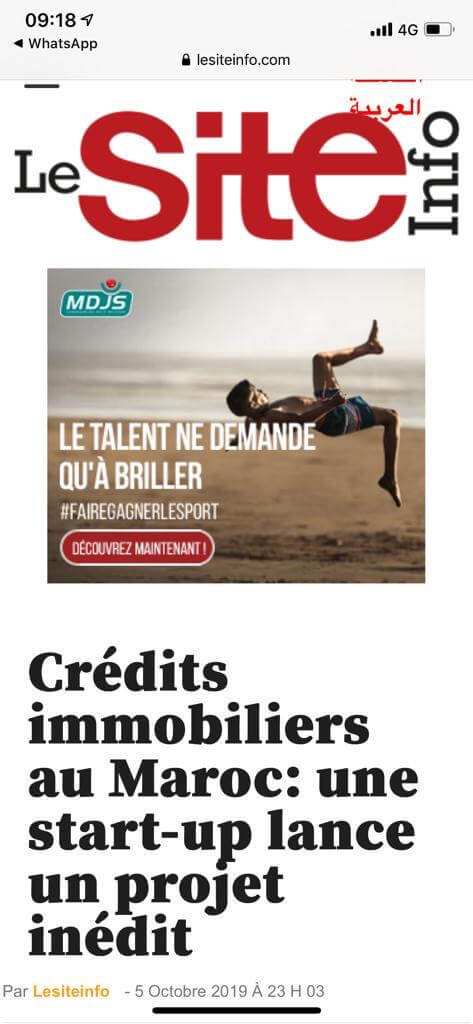 09:18
4G
WhatsApp
lesiteinfo.com
العربية
Le Site Info
MDJS
LE TALENT NE DEMANDE
QU'À BRILLER
#FAIREGAGNERLESPORT
DÉCOUVREZ MAINTENANT !
Crédits
immobiliers
au Maroc: une
start-up lance
un projet
inédit
Par Lesiteinfo - 5 Octobre 2019 À 23 H 03